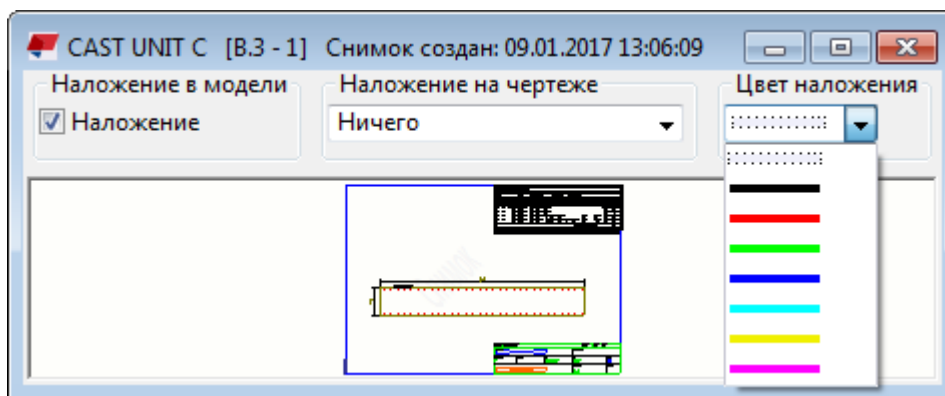 CAST UNIT C [B.3 - 1] Снимок создан: 09.01.2017 13:06:09
Наложение в модели
Наложение на чертеже
Цвет наложения
Наложение
Ничего